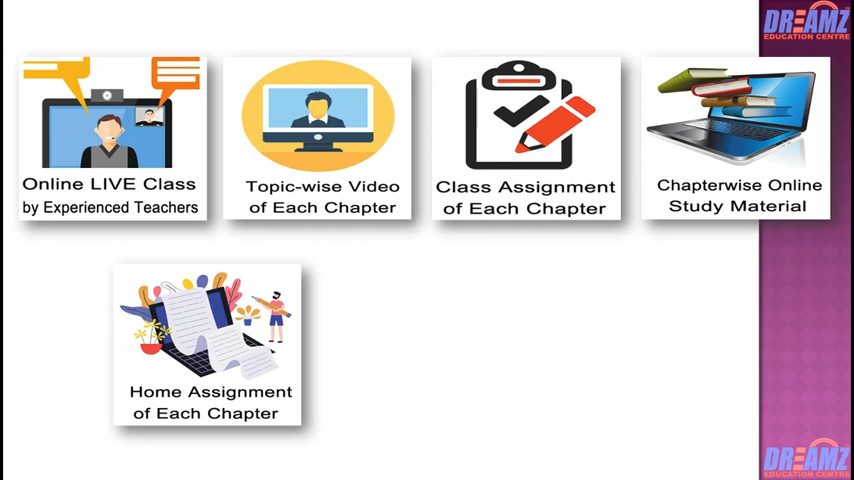 DREAMZ
EDUCATION CENTRE
Online LIVE Class
by Experienced Teachers
Topic-wise Video
of Each Chapter
Class Assignment
of Each Chapter
Chapterwise Online
Study Material
Home Assignment
of Each Chapter
DREAMZ
EDUCATION CENTRE